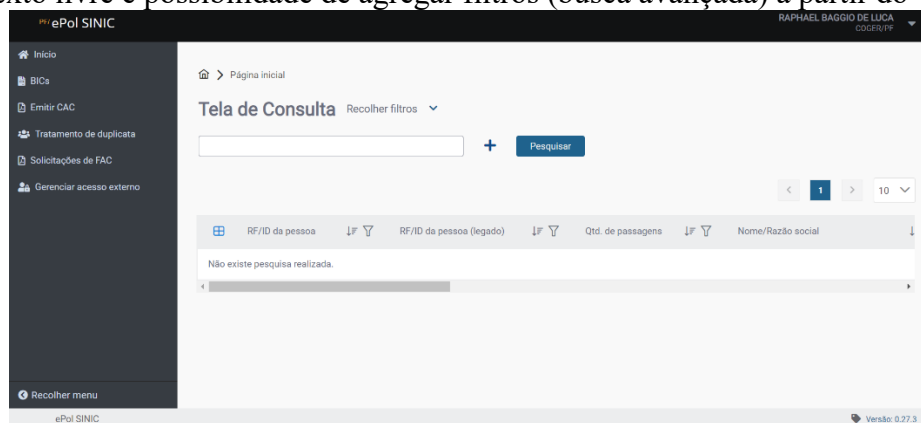 xto livre e possibilidade de agregar filtros (busca avançada) a partir do
PF/ ePol SINIC
RAPHAEL BAGGIO DE LUCA
COGER/PF
Início
BICs
Emitir CAC
Tratamento de duplicata
Solicitações de FAC
Gerenciar acesso externo
Página inicial
Tela de Consulta Recolher filtros
Pesquisar
1
10
RF/ID da pessoa
RF/ID da pessoa (legado)
Qtd. de passagens
Nome/Razão social
Não existe pesquisa realizada.
Recolher menu
ePol SINIC
Versão: 0.27.3